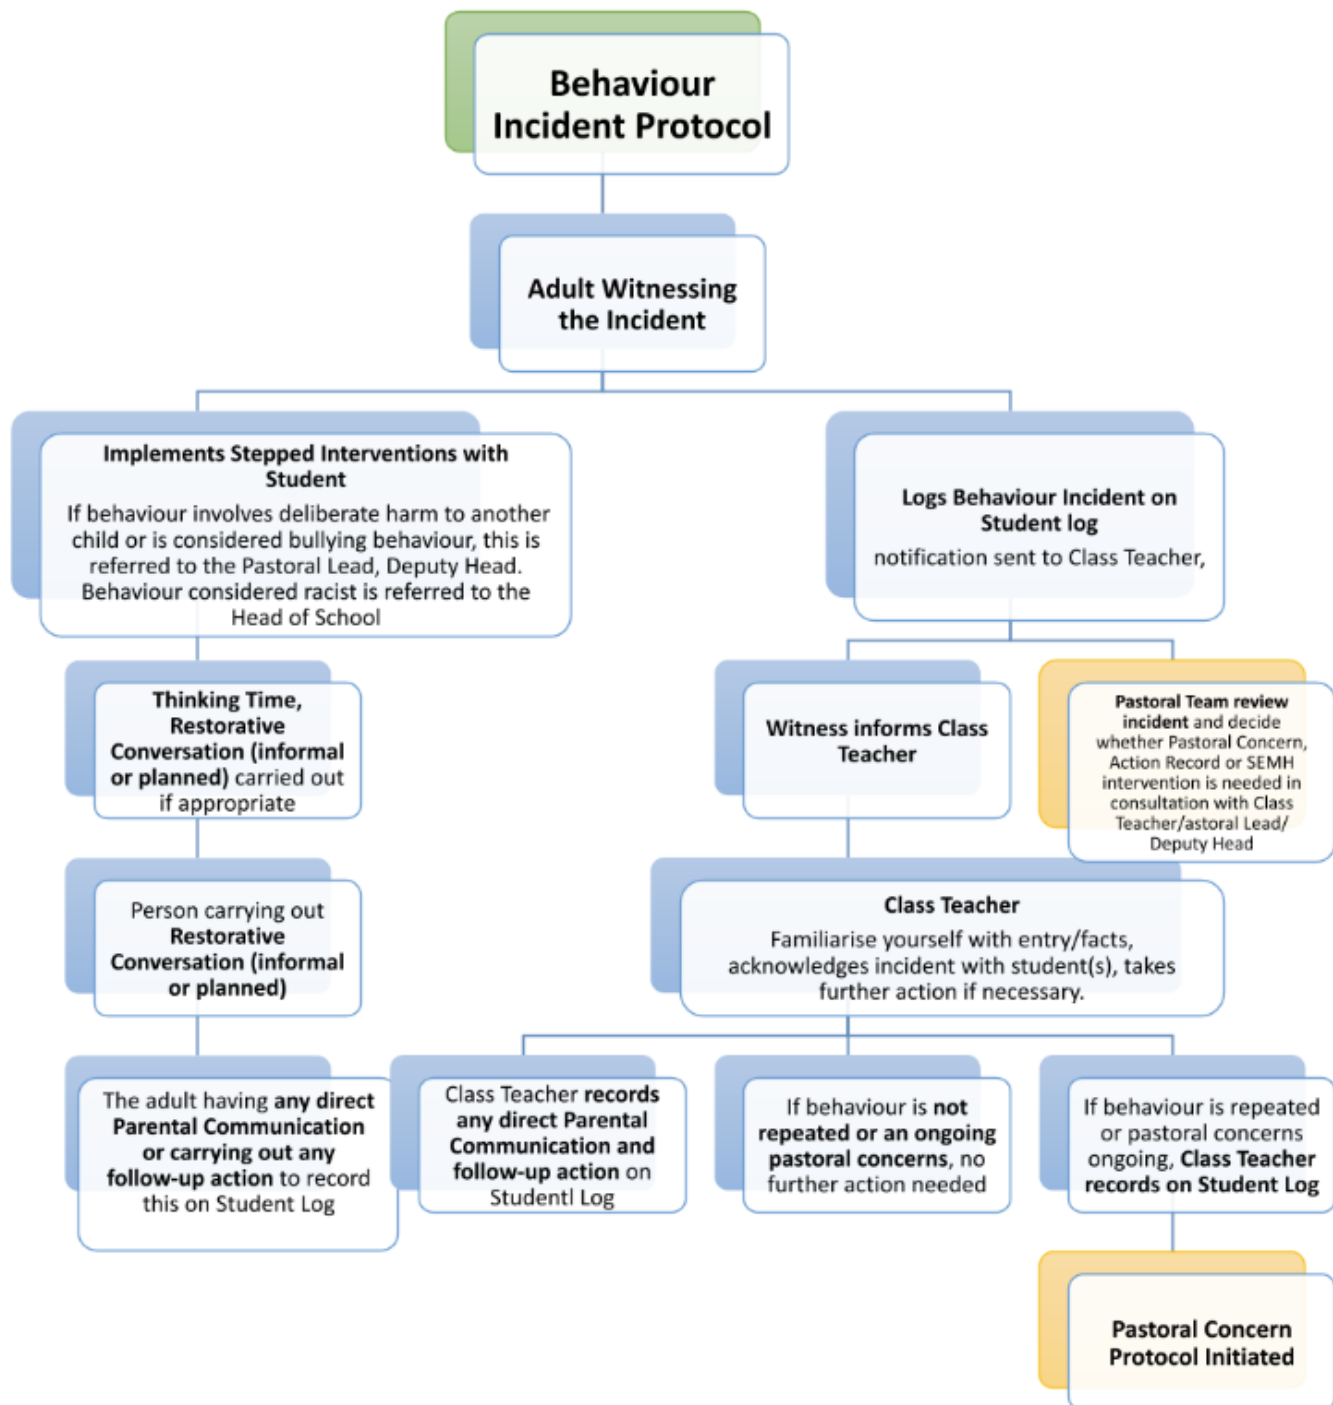 Behaviour
Incident Protocol
Adult Witnessing
the Incident
Implements Stepped Interventions with
Student
If behaviour involves deliberate harm to another
child or is considered bullying behaviour, this is
referred to the Pastoral Lead, Deputy Head.
Behaviour considered racist is referred to the
Head of School
Logs Behaviour Incident on
Student log
notification sent to Class Teacher,
Thinking Time,
Restorative
Conversation (informal
or planned) carried out
if appropriate
Witness informs Class
Teacher
Pastoral Team review
incident and decide
whether Pastoral Concern,
Action Record or SEMH
intervention is needed in
consultation with Class
Teacher/astoral Lead/
Deputy Head
Person carrying out
Restorative
Conversation (informal
or planned)
Class Teacher
Familiarise yourself with entry/facts,
acknowledges incident with student(s), takes
further action if necessary.
The adult having any direct
Parental Communication
or carrying out any
follow-up action to record
this on Student Log
Class Teacher records
any direct Parental
Communication and
follow-up action on
Studentl Log
If behaviour is not
repeated or an ongoing
pastoral concerns, no
further action needed
If behaviour is repeated
or pastoral concerns
ongoing, Class Teacher
records on Student Log
Pastoral Concern
Protocol Initiated